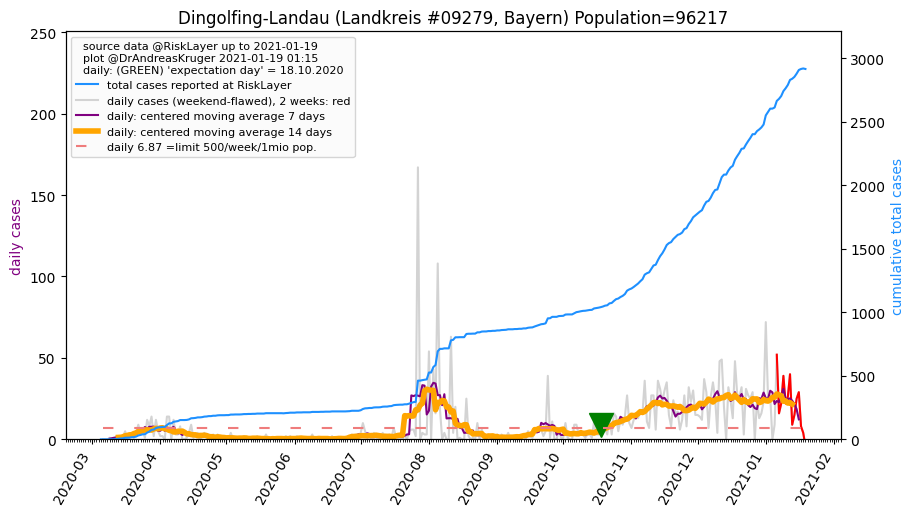 Dingolfing-Landau (Landkreis #09279, Bayern) Population=96217
source data @RiskLayer up to 2021-01-19
plot @DrAndreasKruger 2021-01-19 01:15
daily: (GREEN) 'expectation day' = 18.10.2020
total cases reported at RiskLayer
daily cases (weekend-flawed), 2 weeks: red
daily: centered moving average 7 days
daily: centered moving average 14 days
daily 6.87 =limit 500/week/1mio pop.
daily cases
250
200
150
100
50
0
cumulative total cases
3000
2500
2000
1500
1000
500
0
2020-03
2020-04
2020-05
2020-06
2020-07
2020-08
2020-09
2020-10
2020-11
2020-12
2021-01
2021-02